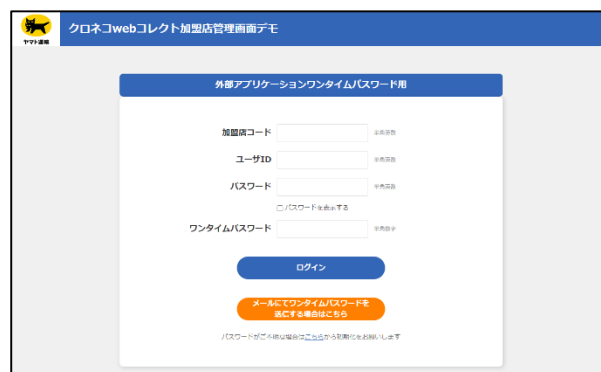 クロネコwebコレクト加盟店管理画面デモ
ヤマト運輸
外部アプリケーションワンタイムパスワード用
加盟店コード
半角英数
ユーザID
半角英数
パスワード
半角英数
パスワードを表示する
ワンタイムパスワード
半角数字
ログイン
メールにてワンタイムパスワードを
送信する場合はこちら
パスワードがご不明な場合はこちらから初期化をお願いします